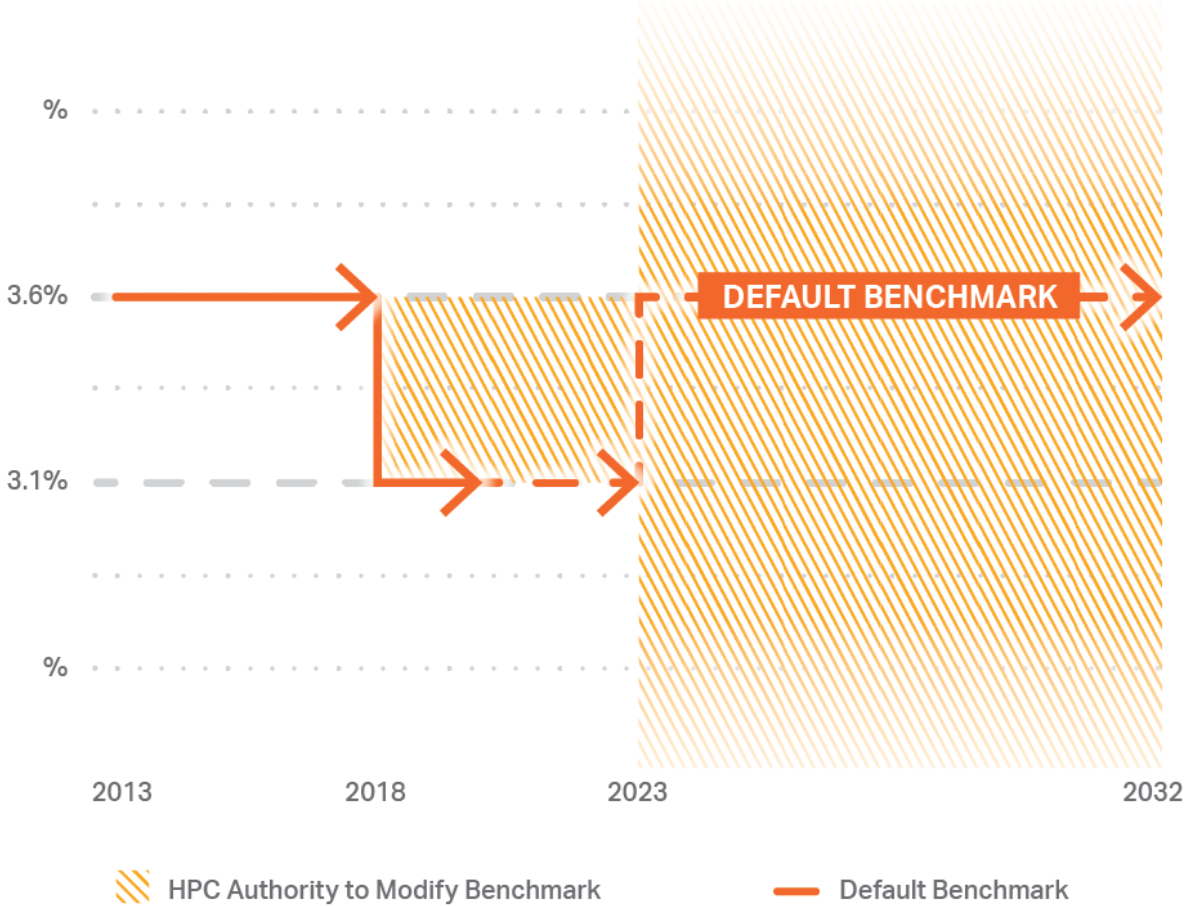 %
3.6%
DEFAULT BENCHMARK
3.1%
%
2013 2018 2023 2032
HPC Authority to Modify Benchmark Default Benchmark